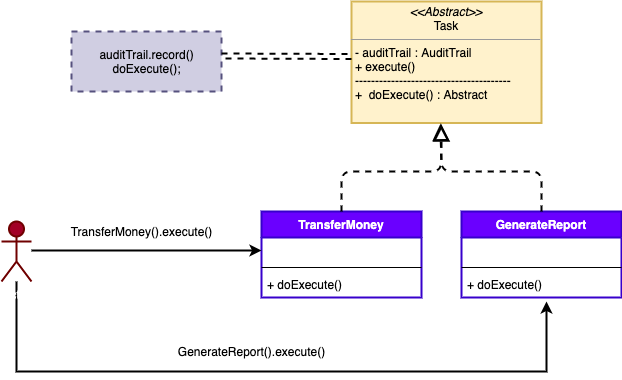 <<Abstract>>
Task
- auditTrail : AuditTrail
+ execute()
+ doExecute() : Abstract
auditTrail.record()
doExecute();
TransferMoney
+ doExecute()
GenerateReport
+ doExecute()
TransferMoney().execute()
GenerateReport().execute()